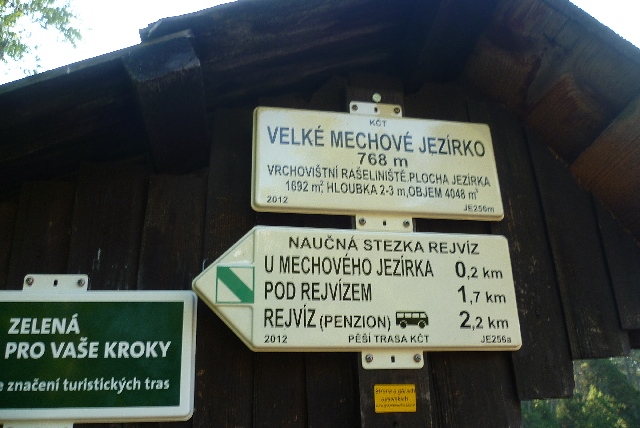 KČT
VELKÉ MECHOVÉ JEZÍRKO
768 m
VRCHOVIŠTNÍ RAŠELINIŠTĚ.PLOCHA JEZÍRKA
1692 m², HLOUBKA 2-3 m,OBJEM 4048 m³
2012 JE256m
NAUČNÁ STEZKA REJVÍZ
U MECHOVÉHO JEZÍRKA 0,2 km
POD REJVÍZEM 1,7 km
REJVÍZ (PENZION) 2,2 km
2012 PĚŠÍ TRASA KČT JE256a
ZELENÁ
PRO VAŠE KROKY
značení turistických tras